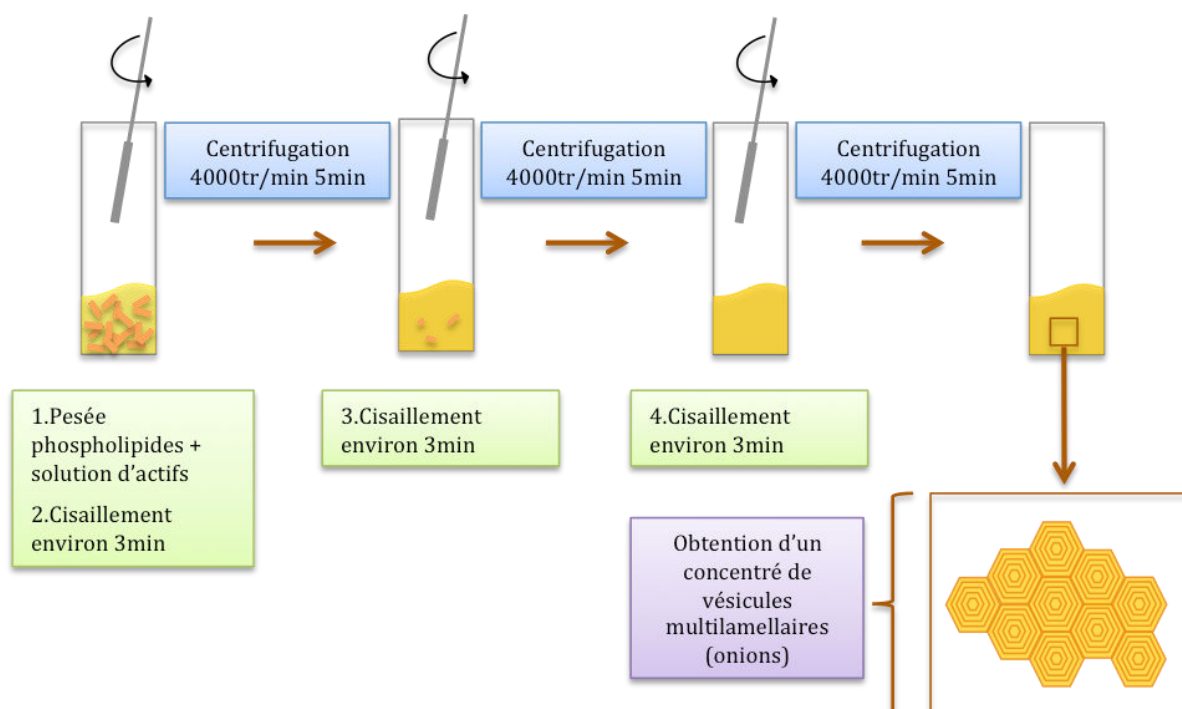 Centrifugation
4000tr/min 5min
Centrifugation
4000tr/min 5min
Centrifugation
4000tr/min 5min
1.Pesée
phospholipides +
solution d’actifs
2.Cisaillement
environ 3min
3.Cisaillement
environ 3min
4.Cisaillement
environ 3min
Obtention d’un
concentré de
vésicules
multilamellaires
(onions)